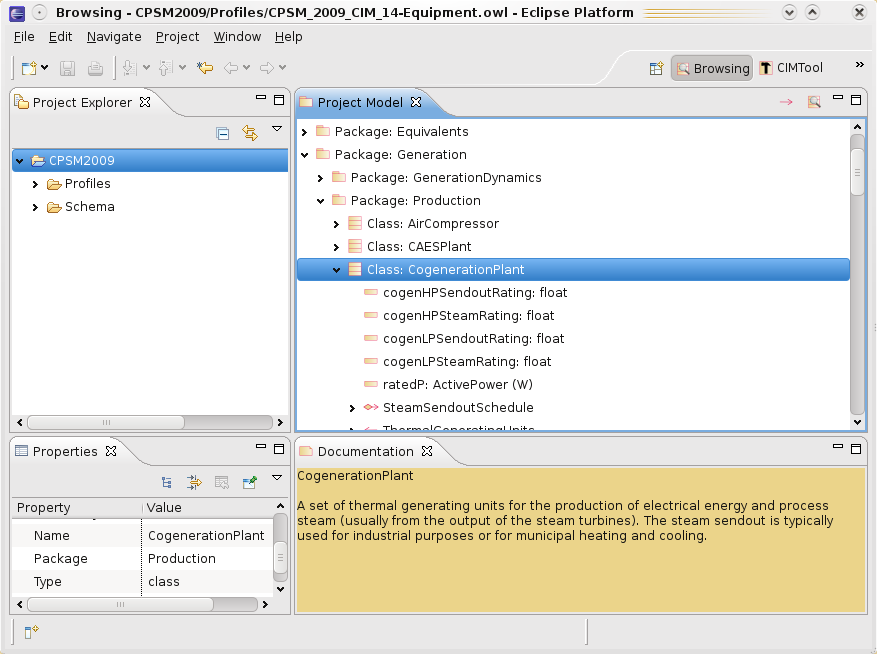 Browsing - CPSM2009/Profiles/CPSM_2009_CIM_14-Equipment.owl - Eclipse Platform
File Edit Navigate Project Window Help
Browsing CIMTool »
Project Explorer
CPSM2009
Profiles
Schema
Project Model
Package: Equivalents
Package: Generation
Package: GenerationDynamics
Package: Production
Class: AirCompressor
Class: CAESPlant
Class: CogenerationPlant
cogenHPSendoutRating: float
cogenHPSteamRating: float
cogenLPSendoutRating: float
cogenLPSteamRating: float
ratedP: ActivePower (W)
SteamSendoutSchedule
ThermalGeneratingUnits
Properties
Property Value
Name CogenerationPlant
Package Production
Type class
Documentation
CogenerationPlant
A set of thermal generating units for the production of electrical energy and process
steam (usually from the output of the steam turbines). The steam sendout is typically
used for industrial purposes or for municipal heating and cooling.